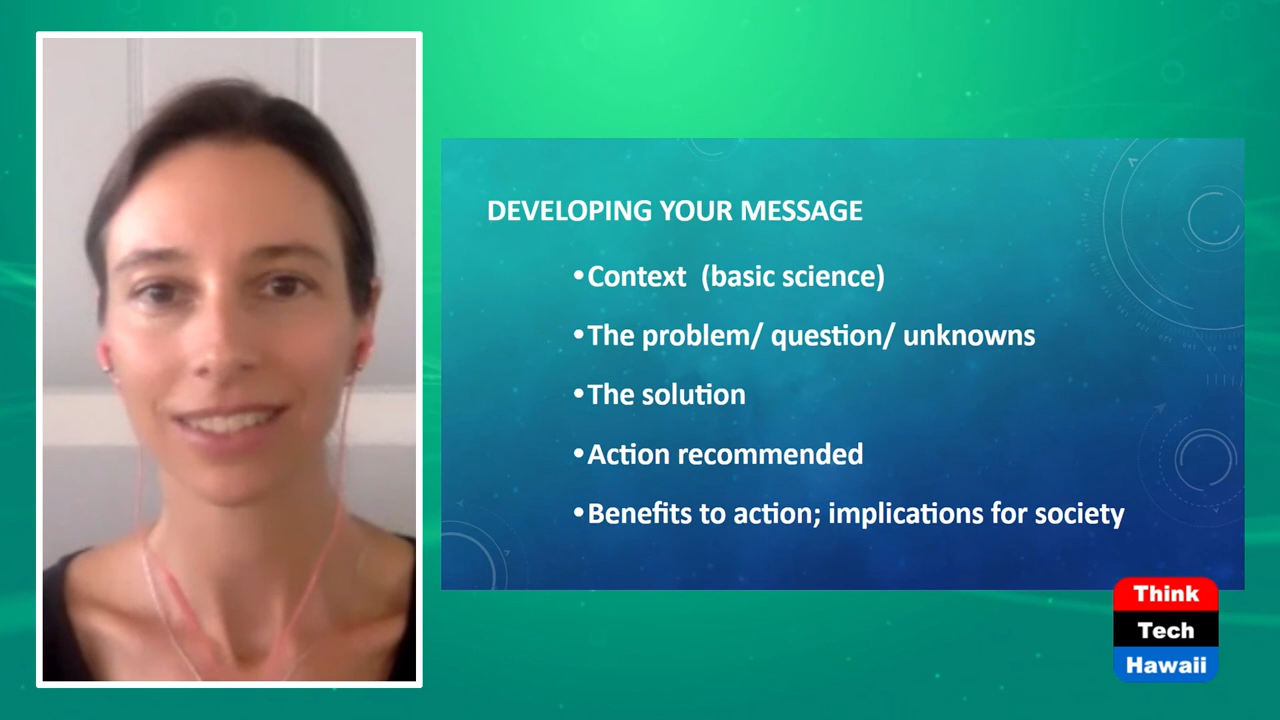 DEVELOPING YOUR MESSAGE
•Context (basic science)
•The problem/ question/ unknowns
•The solution
•Action recommended
•Benefits to action; implications for society
Think
Tech
Hawaii